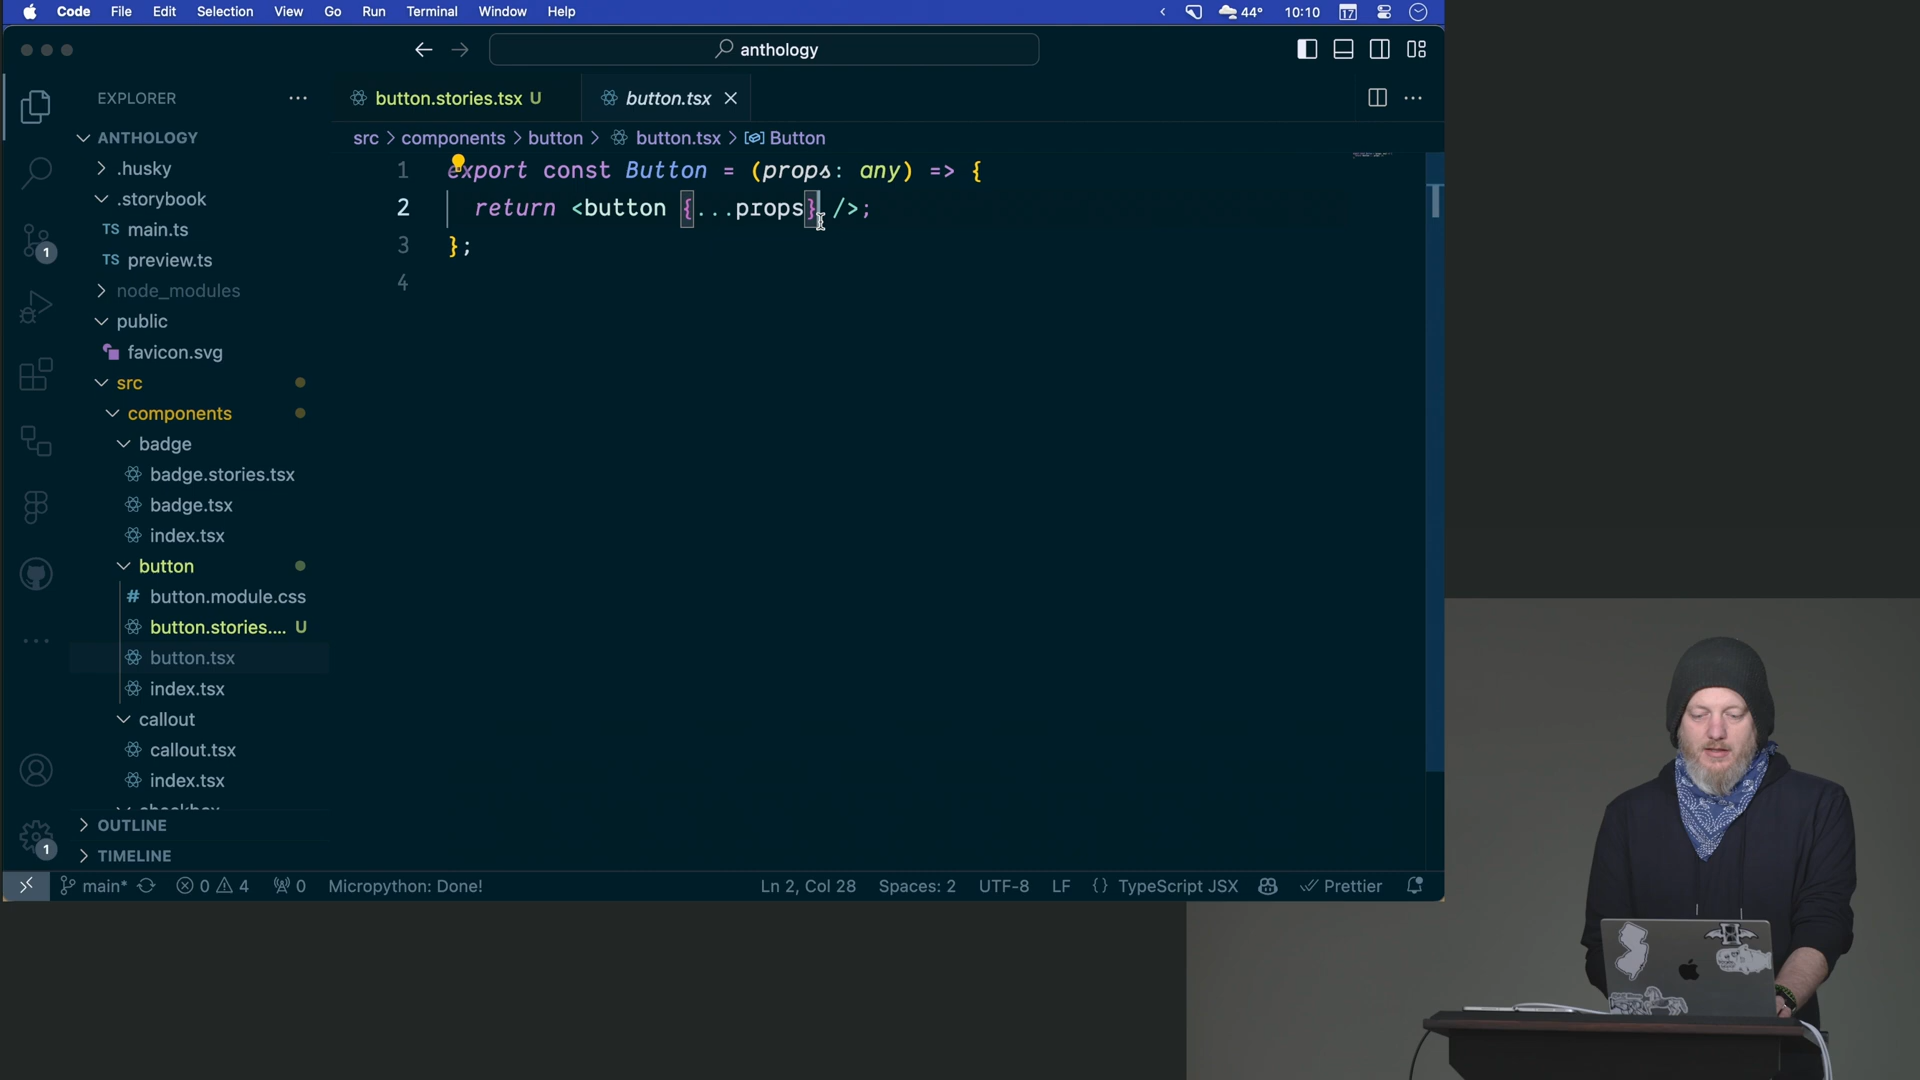 Code File Edit Selection View Go Run Terminal Window Help
44° 10:10 17
anthology
EXPLORER
button.stories.tsx U
button.tsx
ANTHOLOGY
src > components > button > button.tsx > Button
.husky
.storybook
TS main.ts
TS preview.ts
node_modules
public
favicon.svg
src
components
badge
badge.stories.tsx
badge.tsx
index.tsx
button
# button.module.css
button.stories.... U
button.tsx
index.tsx
callout
callout.tsx
index.tsx
checkbox
OUTLINE
TIMELINE
1
1
1 export const Button = (props: any) => {
2 return <button {...props} />;
3 };
4
main* 0 4 0 Micropython: Done!
Ln 2, Col 28 Spaces: 2 UTF-8 LF {} TypeScript JSX Prettier